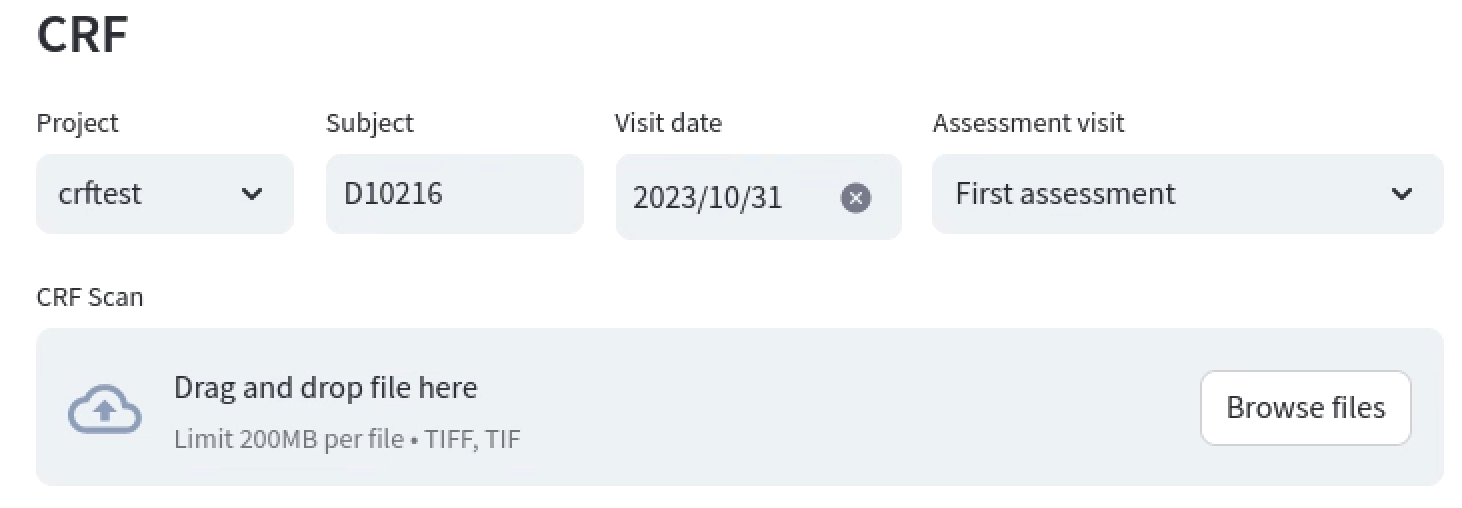 CRF
Project Subject Visit date Assessment visit
crftest D10216 2023/10/31 First assessment
CRF Scan
Drag and drop file here
Limit 200MB per file • TIFF, TIF
Browse files